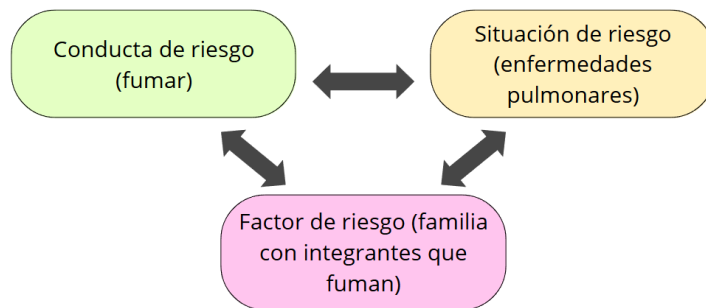 Conducta de riesgo
(fumar)
Situación de riesgo
(enfermedades
pulmonares)
Factor de riesgo (familia
con integrantes que
fuman)